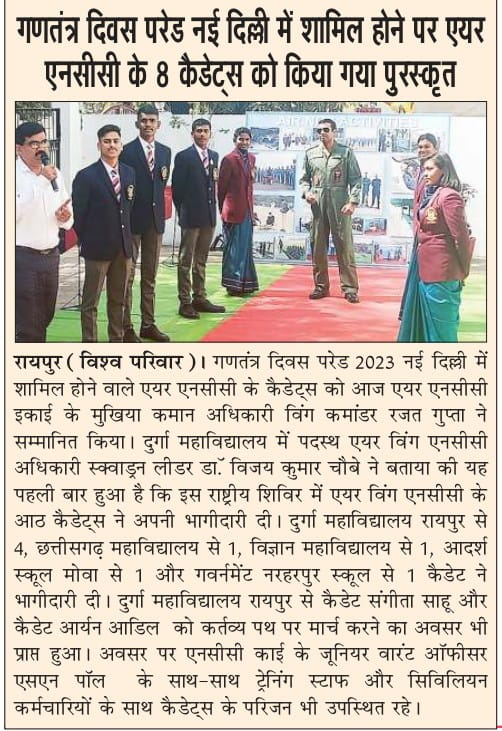 गणतंत्र दिवस परेड नई दिल्ली में शामिल होने पर एयर
एनसीसी के 8 कैडेट्स को किया गया पुरस्कृत
AIR NCC ACTIVITIES
रायपुर ( विश्व परिवार )। गणतंत्र दिवस परेड 2023 नई दिल्ली में
शामिल होने वाले एयर एनसीसी के कैडेट्स को आज एयर एनसीसी
इकाई के मुखिया कमान अधिकारी विंग कमांडर रजत गुप्ता ने
सम्मानित किया। दुर्गा महाविद्यालय में पदस्थ एयर विंग एनसीसी
अधिकारी स्क्वाड्रन लीडर डॉ. विजय कुमार चौबे ने बताया की यह
पहली बार हुआ है कि इस राष्ट्रीय शिविर में एयर विंग एनसीसी के
आठ कैडेट्स ने अपनी भागीदारी दी। दुर्गा महाविद्यालय रायपुर से
4, छत्तीसगढ़ महाविद्यालय से 1, विज्ञान महाविद्यालय से 1, आदर्श
स्कूल मोवा से 1 और गवर्नमेंट नरहरपुर स्कूल से 1 कैडेट ने
भागीदारी दी। दुर्गा महाविद्यालय रायपुर से कैडेट संगीता साहू और
कैडेट आर्यन आडिल को कर्तव्य पथ पर मार्च करने का अवसर भी
प्राप्त हुआ। अवसर पर एनसीसी काई के जूनियर वारंट ऑफीसर
एसएन पॉल के साथ-साथ ट्रेनिंग स्टाफ और सिविलियन
कर्मचारियों के साथ कैडेट्स के परिजन भी उपस्थित रहे।